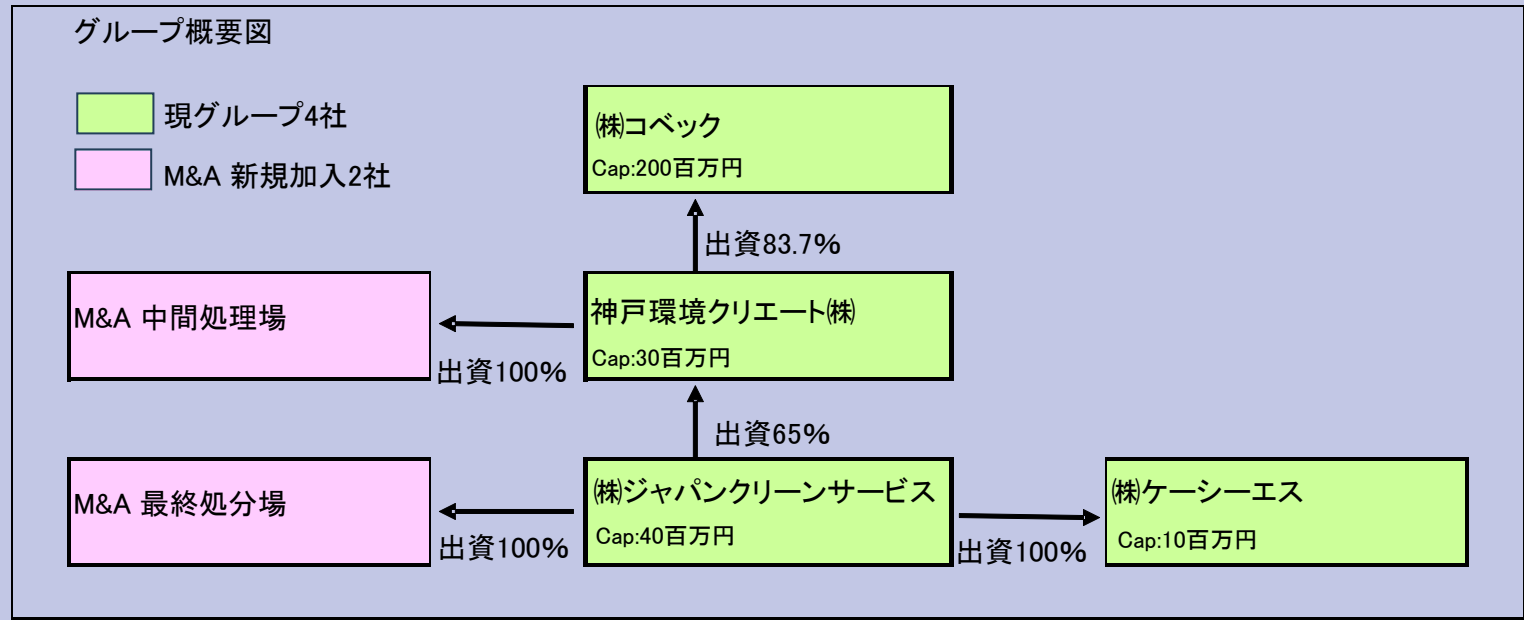 グループ概要図
現グループ4社
M&A 新規加入2社
㈱コベック
Cap:200百万円
出資83.7%
M&A 中間処理場
出資100%
神戸環境クリエート㈱
Cap:30百万円
出資65%
M&A 最終処分場
出資100%
㈱ジャパンクリーンサービス
Cap:40百万円
出資100%
㈱ケーシーエス
Cap:10百万円